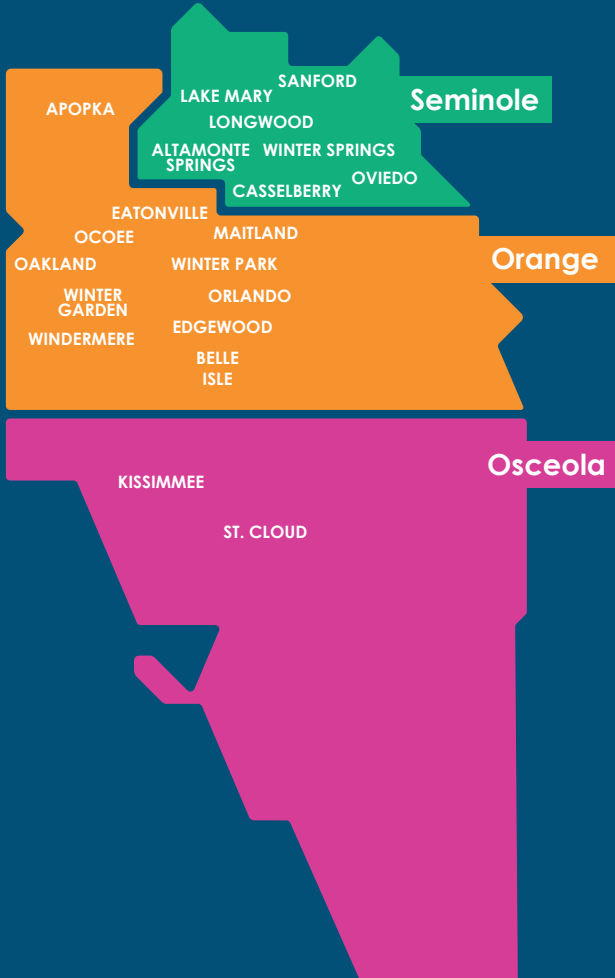 SANFORD
LAKE MARY
APOPKA
Seminole
LONGWOOD
ALTAMONTE
SPRINGS
WINTER SPRINGS
OVIEDO
CASSELBERRY
EATONVILLE
MAITLAND
OCOEE
OAKLAND
WINTER PARK
Orange
WINTER
GARDEN
ORLANDO
EDGEWOOD
WINDERMERE
BELLE
ISLE
Osceola
KISSIMMEE
ST. CLOUD